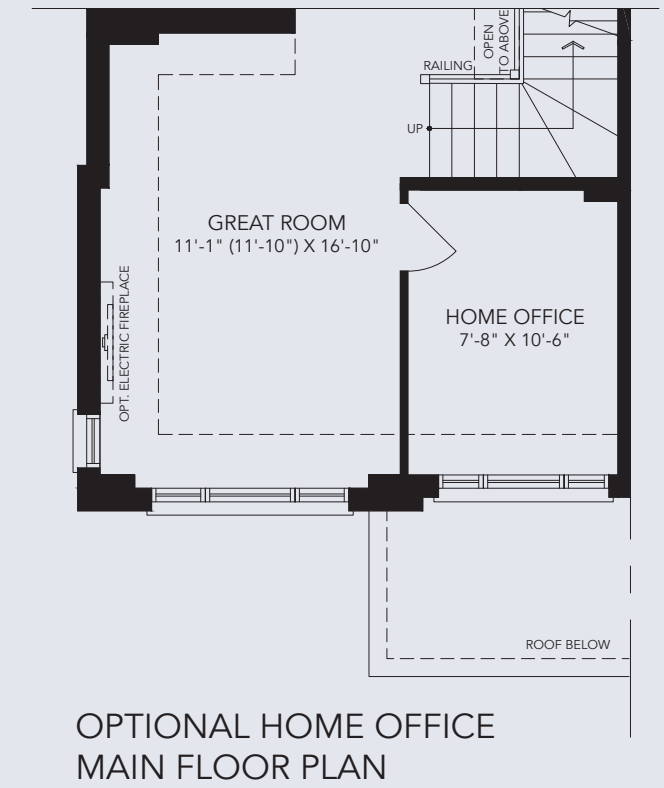 OPEN
TO ABOVE
RAILING
UP
GREAT ROOM
11'-1" (11'-10") X 16'-10"
OPT. ELECTRIC FIREPLACE
HOME OFFICE
7'-8" X 10'-6"
ROOF BELOW
OPTIONAL HOME OFFICE
MAIN FLOOR PLAN